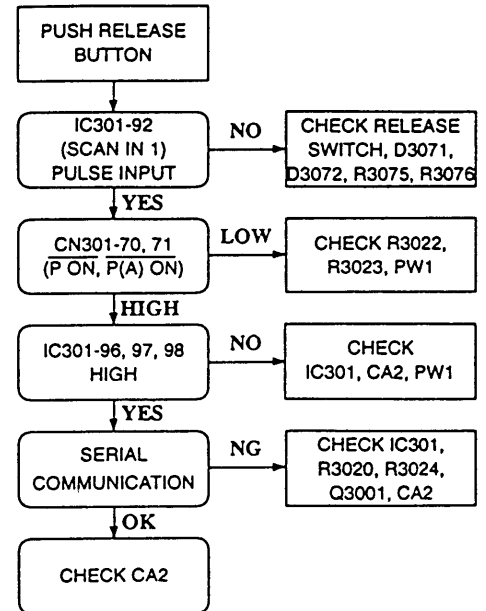 PUSH RELEASE
BUTTON
IC301-92
(SCAN IN 1)
PULSE INPUT
NO
CHECK RELEASE
SWITCH, D3071,
D3072, R3075, R3076
YES
CN301-70, 71
(P ON, P(A) ON)
LOW
CHECK R3022,
R3023, PW1
HIGH
IC301-96, 97, 98
HIGH
NO
CHECK
IC301, CA2, PW1
YES
SERIAL
COMMUNICATION
NG
CHECK IC301,
R3020, R3024,
Q3001, CA2
OK
CHECK CA2